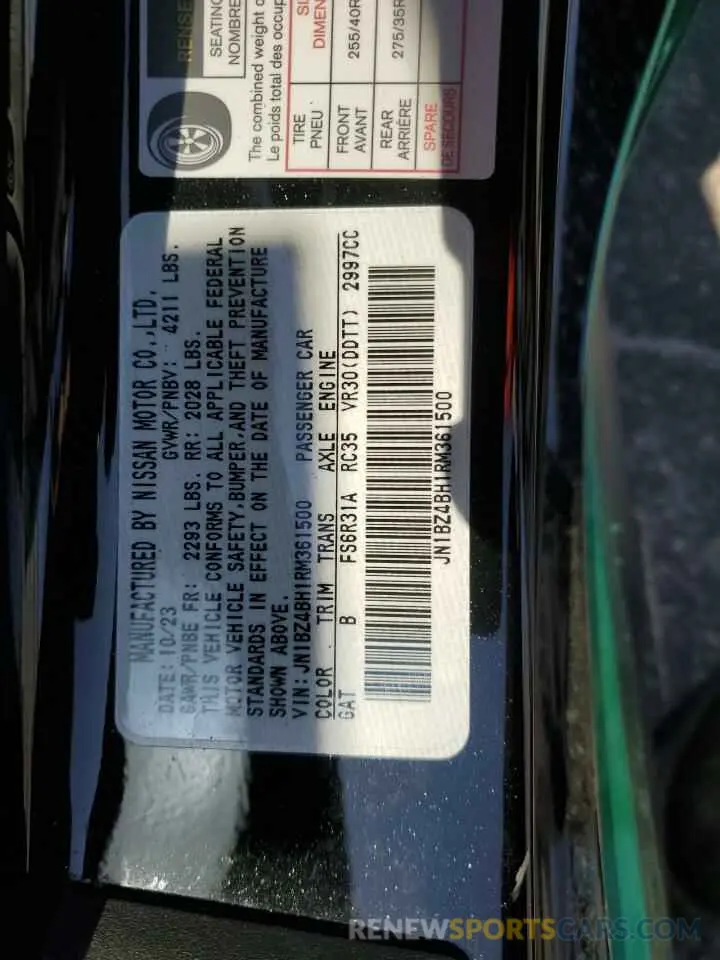 RENSE
SEATING
NOMBRE
The combined weight o
Le poids total des occup
TIRE
PNEU
SI
DIMEN
FRONT
AVANT
255/40R
REAR
ARRIÈRE
275/35R
SPARE
DE SECOURS
MANUFACTURED BY NISSAN MOTOR CO.,LTD.
DATE: 10/23 GVWR/PNBV: 4211 LBS.
GAWR/PNBE FR: 2293 LBS. RR: 2028 LBS.
THIS VEHICLE CONFORMS TO ALL APPLICABLE FEDERAL
MOTOR VEHICLE SAFETY,BUMPER,AND THEFT PREVENTION
STANDARDS IN EFFECT ON THE DATE OF MANUFACTURE
SHOWN ABOVE.
VIN: JN1BZ4BH1RM361500 PASSENGER CAR
COLOR TRIM TRANS AXLE ENGINE
GAT B FS6R31A RC35 VR30(DDTT) 2997CC
JN1BZ4BH1RM361500
RENEWSPORTSCARS.COM